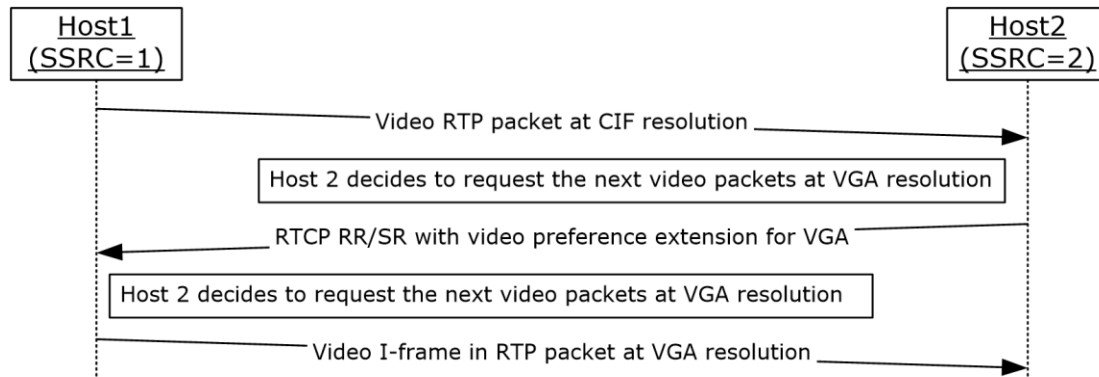 Host1
(SSRC=1)
Host2
(SSRC=2)
Video RTP packet at CIF resolution
Host 2 decides to request the next video packets at VGA resolution
RTCP RR/SR with video preference extension for VGA
Host 2 decides to request the next video packets at VGA resolution
Video I-frame in RTP packet at VGA resolution